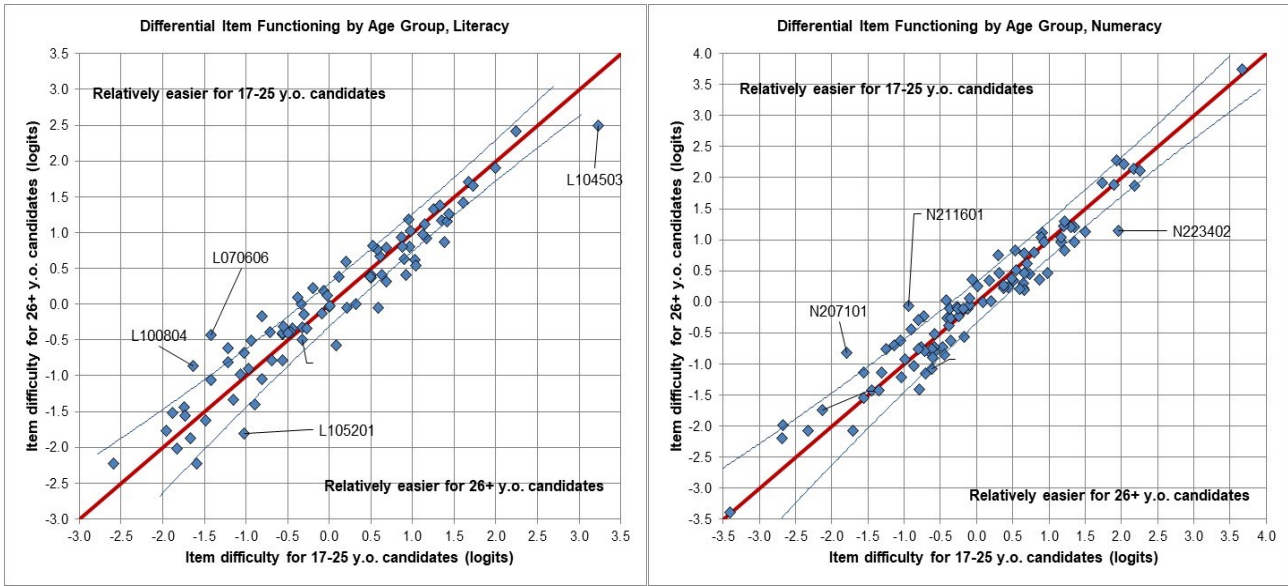 Differential Item Functioning by Age Group, Literacy
3.5
3.0
2.5
2.0
1.5
1.0
0.5
0.0
-0.5
-1.0
-1.5
-2.0
-2.5
-3.0
Item difficulty for 26+ y.o. candidates (logits)
Relatively easier for 17-25 y.o. candidates
L104503
L070606
L100804
L105201
Relatively easier for 26+ y.o. candidates
-3.0 -2.5 -2.0 -1.5 -1.0 -0.5 0.0 0.5 1.0 1.5 2.0 2.5 3.0 3.5
Item difficulty for 17-25 y.o. candidates (logits)
Differential Item Functioning by Age Group, Numeracy
4.0
3.5
3.0
2.5
2.0
1.5
1.0
0.5
0.0
-0.5
-1.0
-1.5
-2.0
-2.5
-3.0
-3.5
Item difficulty for 26+ y.o. candidates (logits)
Relatively easier for 17-25 y.o. candidates
N211601
N223402
N207101
Relatively easier for 26+ y.o. candidates
-3.5 -3.0 -2.5 -2.0 -1.5 -1.0 -0.5 0.0 0.5 1.0 1.5 2.0 2.5 3.0 3.5 4.0
Item difficulty for 17-25 y.o. candidates (logits)